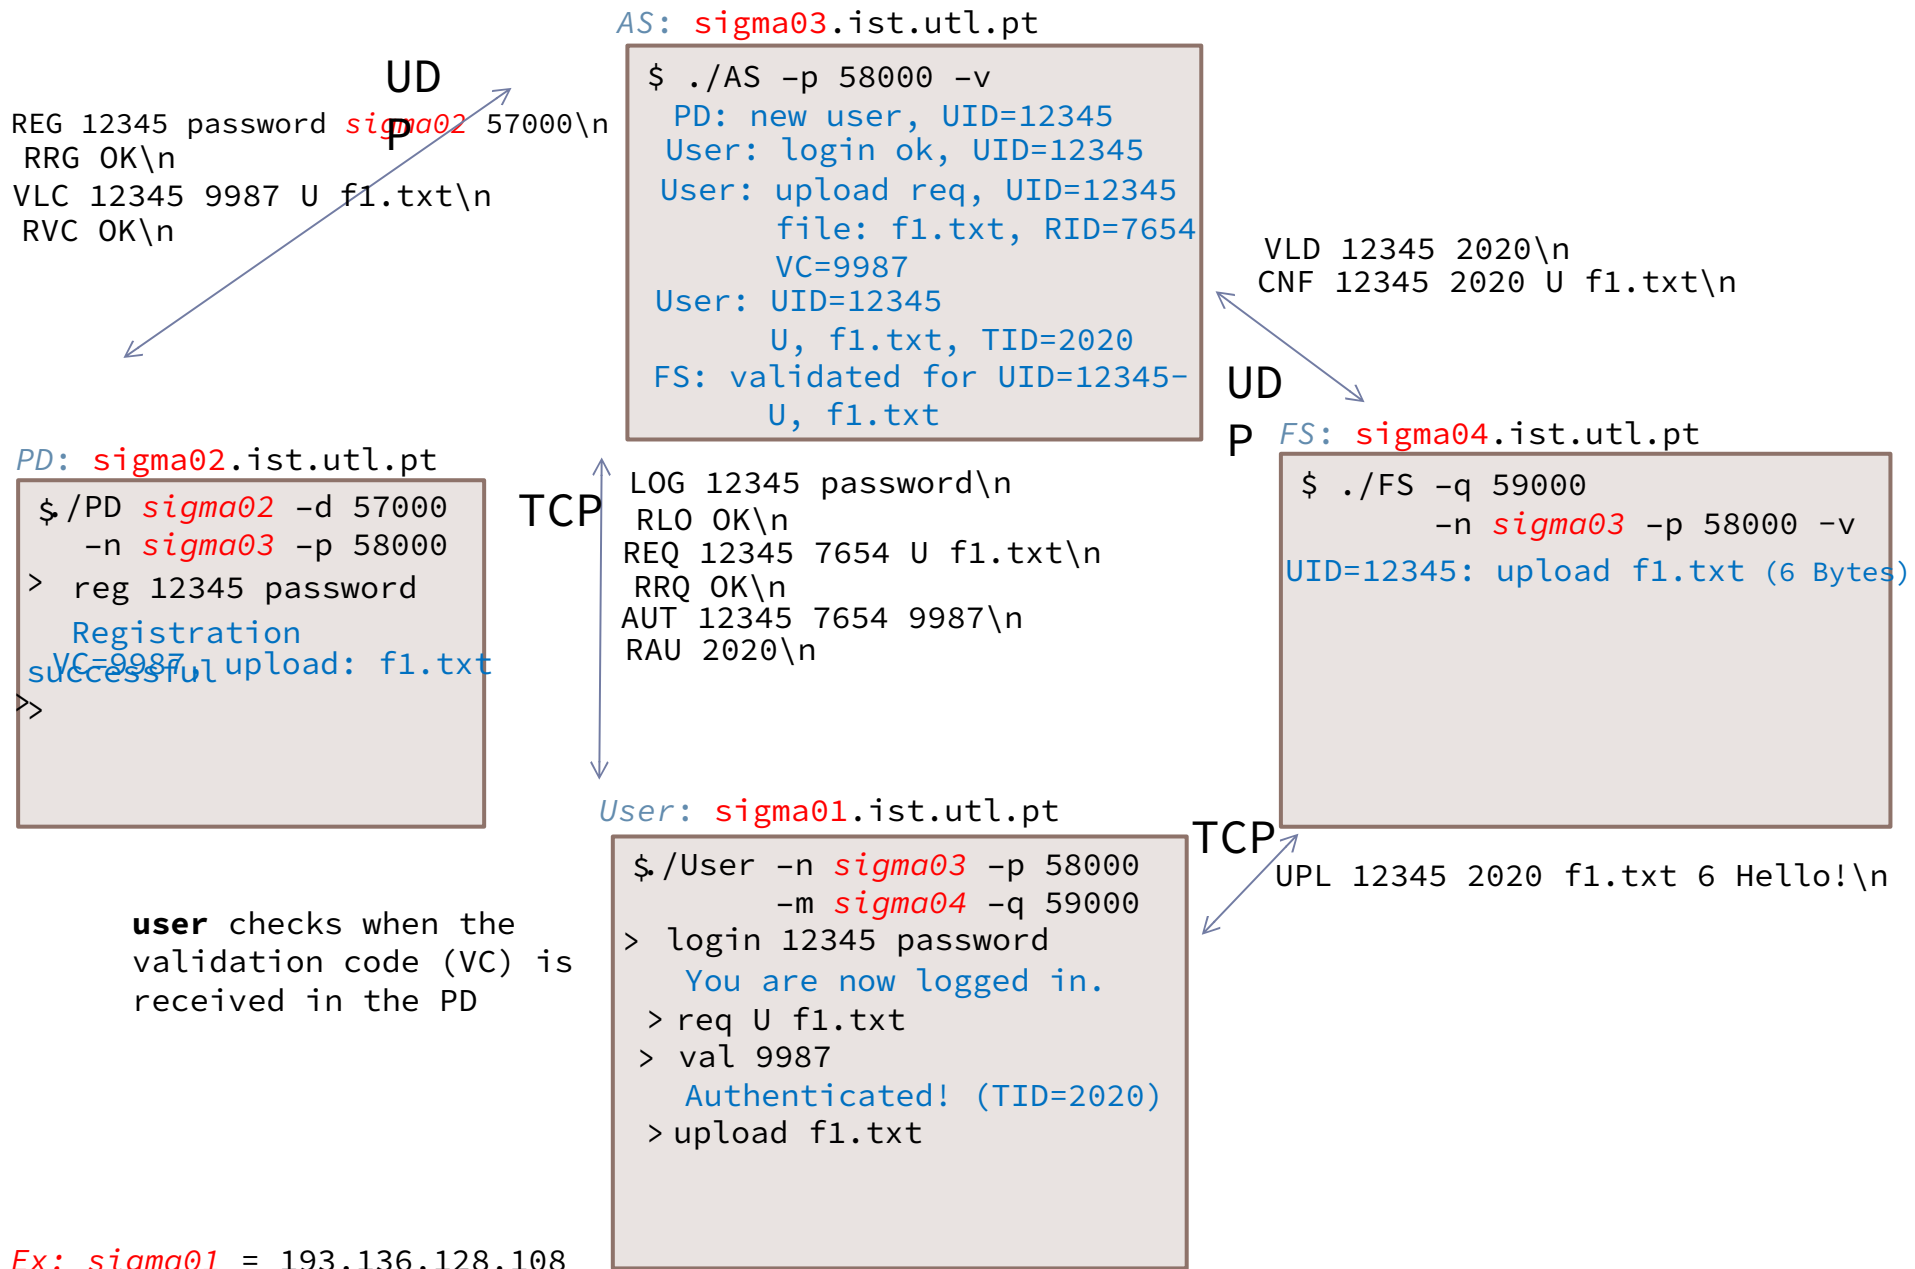 AS: sigma03.ist.utl.pt
$ ./AS –p 58000 –v
PD: new user, UID=12345
User: login ok, UID=12345
User: upload req, UID=12345
file: f1.txt, RID=7654
VC=9987
User: UID=12345
U, f1.txt, TID=2020
FS: validated for UID=12345–
U, f1.txt
UD
P
REG 12345 password sigma02 57000\n
RRG OK\n
VLC 12345 9987 U f1.txt\n
RVC OK\n
VLD 12345 2020\n
CNF 12345 2020 U f1.txt\n
UD
P
PD: sigma02.ist.utl.pt
$./PD sigma02 –d 57000
–n sigma03 –p 58000
> reg 12345 password
Registration
successful
VC=9987, upload: f1.txt
>
>
TCP
LOG 12345 password\n
RLO OK\n
REQ 12345 7654 U f1.txt\n
RRQ OK\n
AUT 12345 7654 9987\n
RAU 2020\n
FS: sigma04.ist.utl.pt
$ ./FS –q 59000
–n sigma03 –p 58000 –v
UID=12345: upload f1.txt (6 Bytes)
User: sigma01.ist.utl.pt
$./User –n sigma03 –p 58000
–m sigma04 –q 59000
> login 12345 password
You are now logged in.
> req U f1.txt
> val 9987
Authenticated! (TID=2020)
> upload f1.txt
TCP
UPL 12345 2020 f1.txt 6 Hello!\n
user checks when the
validation code (VC) is
received in the PD
Ex: sigma01 = 193.136.128.108